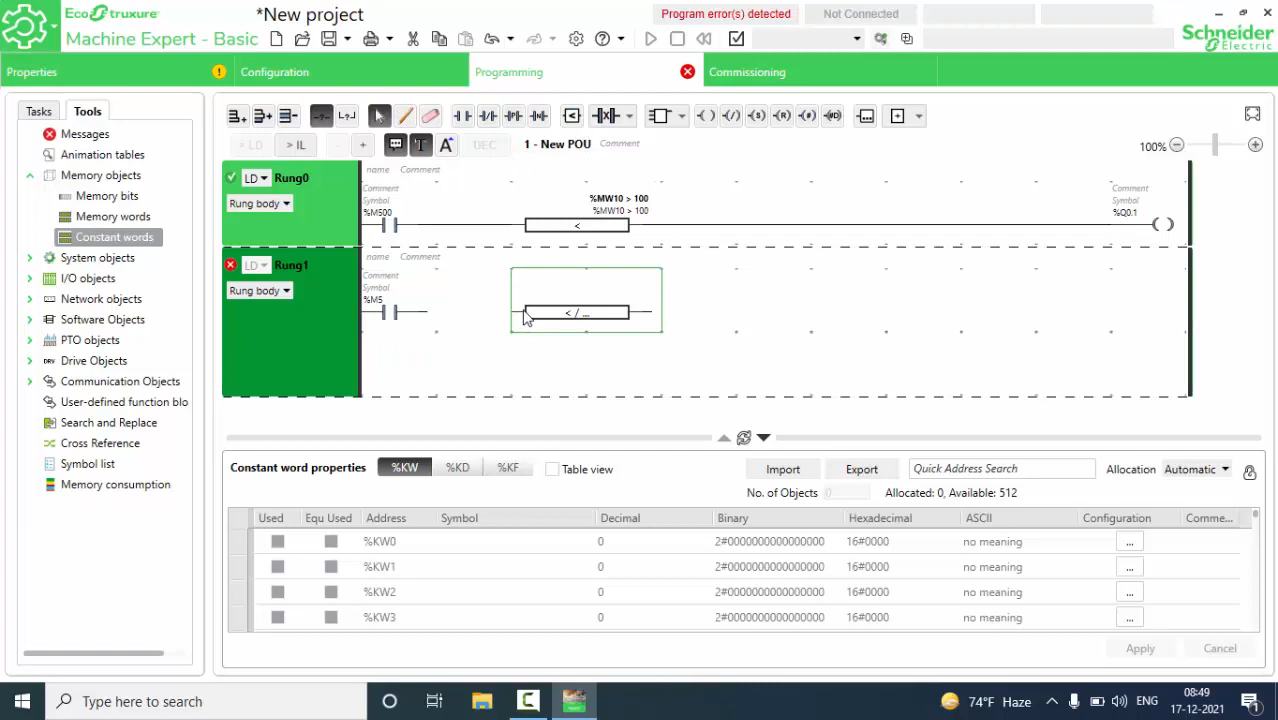 EcoStruxure
Machine Expert - Basic
*New project
Program error(s) detected
Not Connected
Schneider
Electric
Properties
Configuration
Programming
Commissioning
Tasks
Tools
Messages
Animation tables
Memory objects
Memory bits
Memory words
Constant words
System objects
I/O objects
Network objects
Software Objects
PTO objects
DRV Drive Objects
Communication Objects
User-defined function blo
Search and Replace
Cross Reference
Symbol list
Memory consumption
> LD
> IL
-
+
T
A
DEC
1 - New POU
Comment
100%
LD
Rung0
Rung body
name Comment
Comment
Symbol
%M500
%MW10 > 100
%MW10 > 100
<
Comment
Symbol
%Q0.1
LD
Rung1
Rung body
name Comment
Comment
Symbol
%M5
< / ...
Constant word properties
%KW
%KD
%KF
Table view
Import
Export
Quick Address Search
Allocation
Automatic
No. of Objects
0
Allocated: 0, Available: 512
Used Equ Used Address Symbol Decimal Binary Hexadecimal ASCII Configuration Comme...
%KW0 0 2#0000000000000000 16#0000 no meaning ...
%KW1 0 2#0000000000000000 16#0000 no meaning ...
%KW2 0 2#0000000000000000 16#0000 no meaning ...
%KW3 0 2#0000000000000000 16#0000 no meaning ...
Apply
Cancel
Type here to search
74°F Haze
ENG
08:49
17-12-2021
1